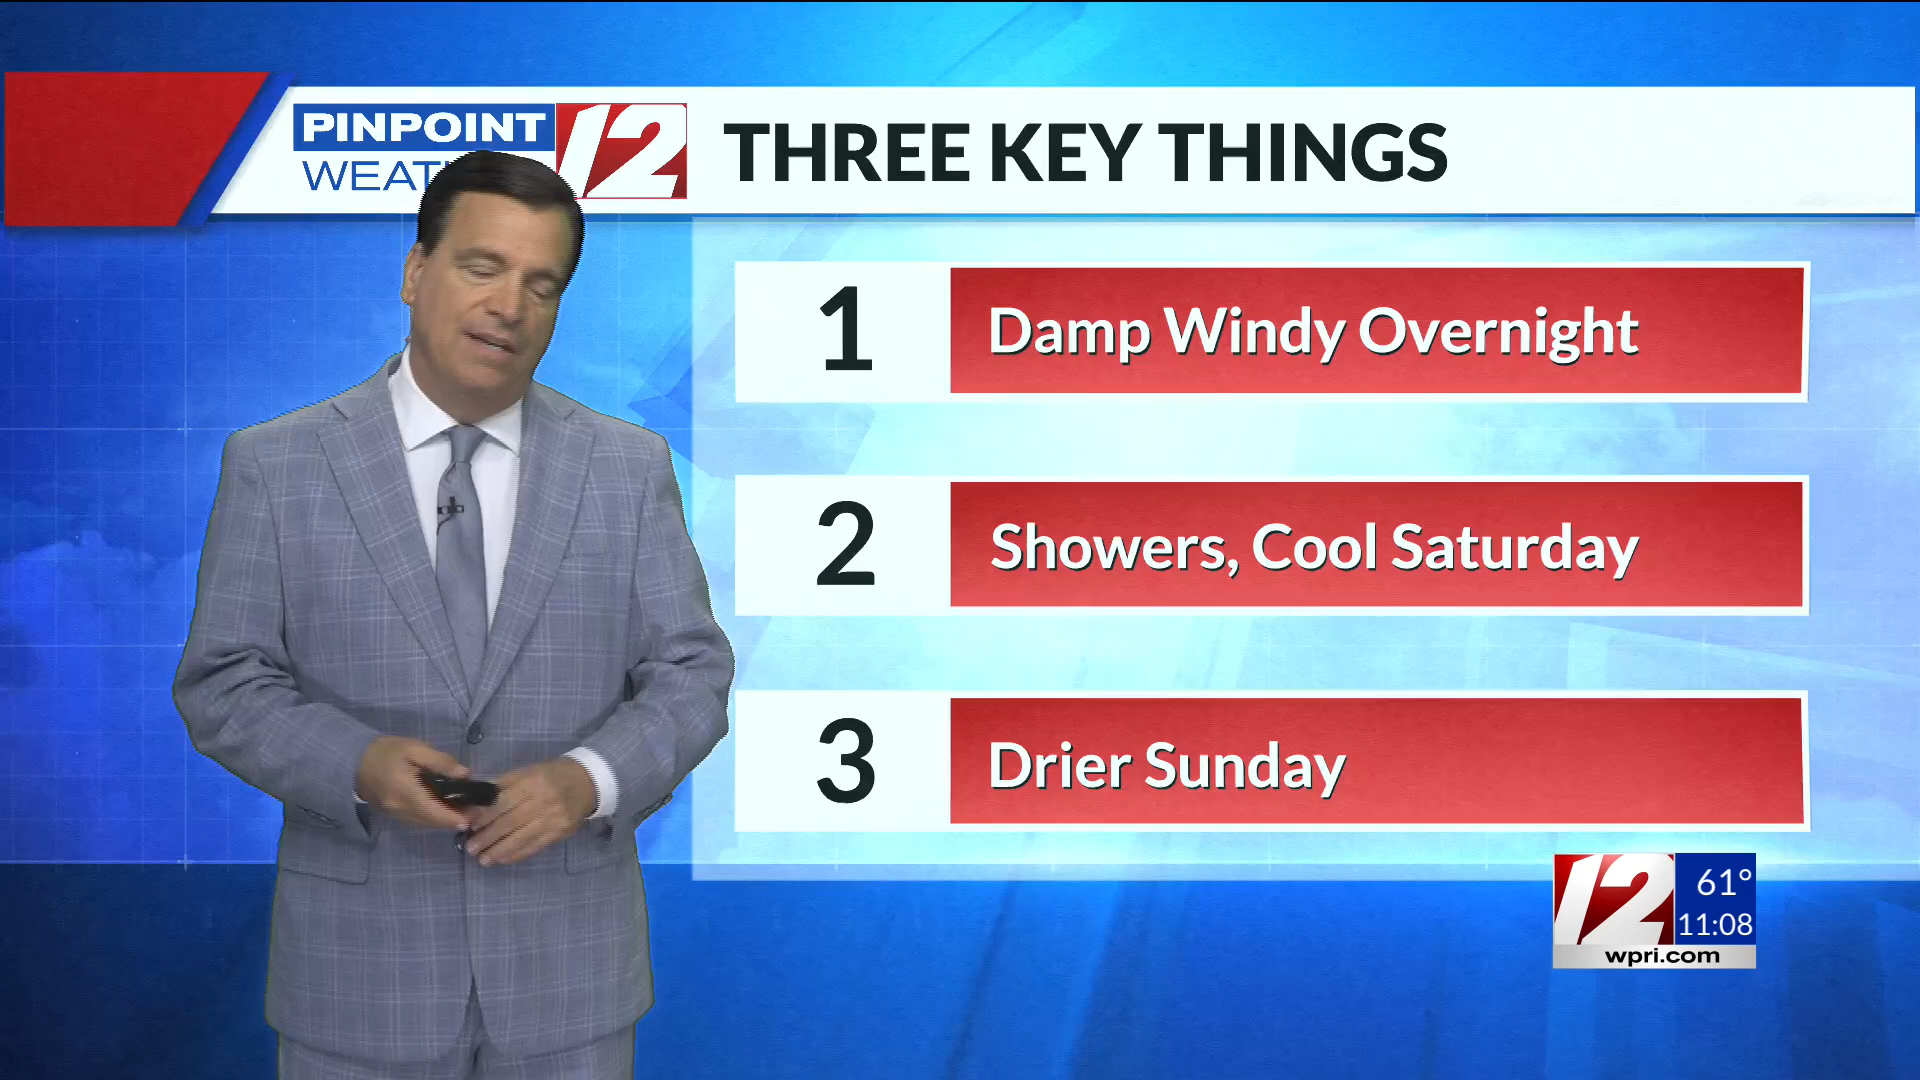 PINPOINT
WEAT
12
THREE KEY THINGS
1
Damp Windy Overnight
2
Showers, Cool Saturday
3
Drier Sunday
12
61°
11:08
wpri.com